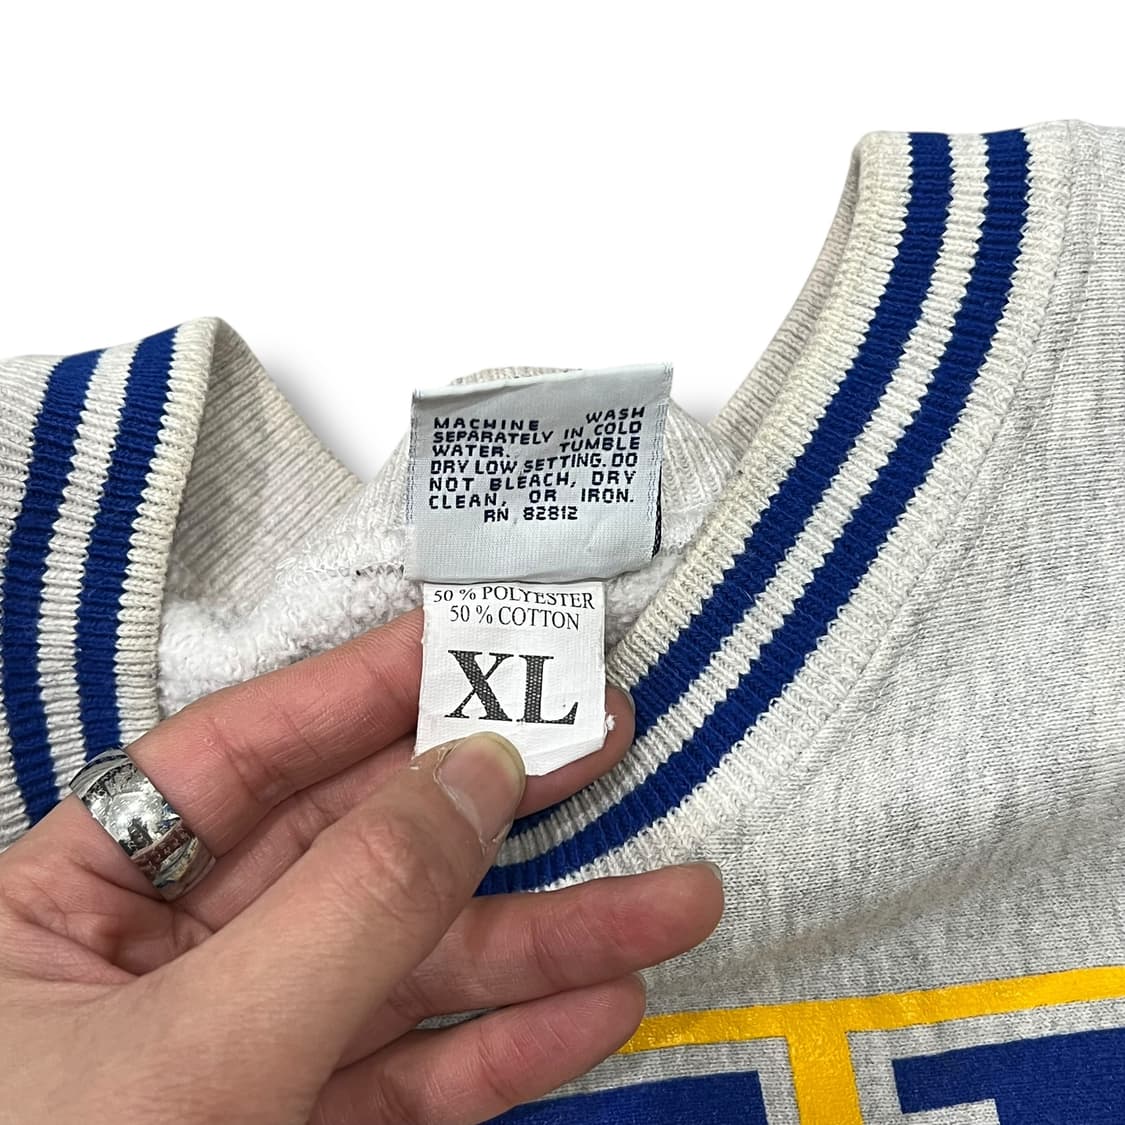 MACHINE WASH
SEPARATELY IN COLD
WATER. TUMBLE
DRY LOW SETTING. DO
NOT BLEACH, DRY
CLEAN, OR IRON.
RN 82812
50 % POLYESTER
50 % COTTON
XL